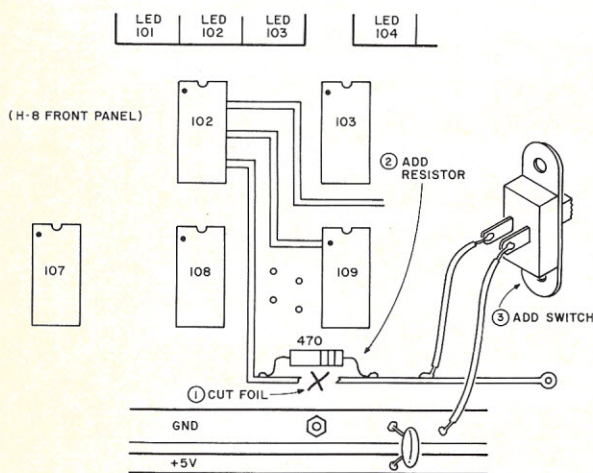 LED
101
LED
102
LED
103
LED
104
(H-8 FRONT PANEL)
102
103
② ADD
RESISTOR
107
108
109
③ ADD SWITCH
470
① CUT FOIL
GND
+5V